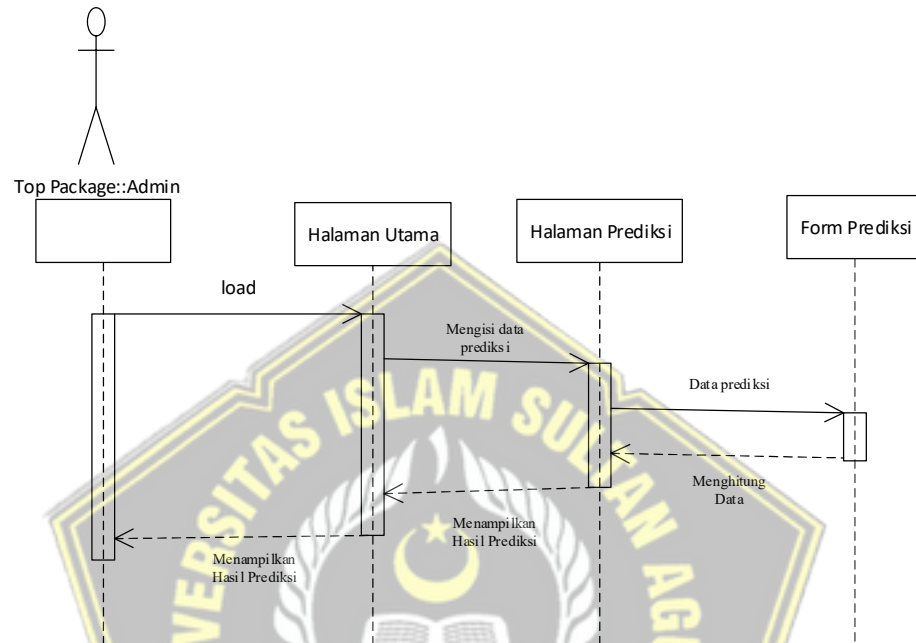 Top Package::Admin
Halaman Utama
Halaman Prediksi
Form Prediksi
load
Mengisi data
prediksi
Data prediksi
Menghitung
Data
Menampilkan
Hasil Prediksi
Menampilkan
Hasil Prediksi
ISLAM